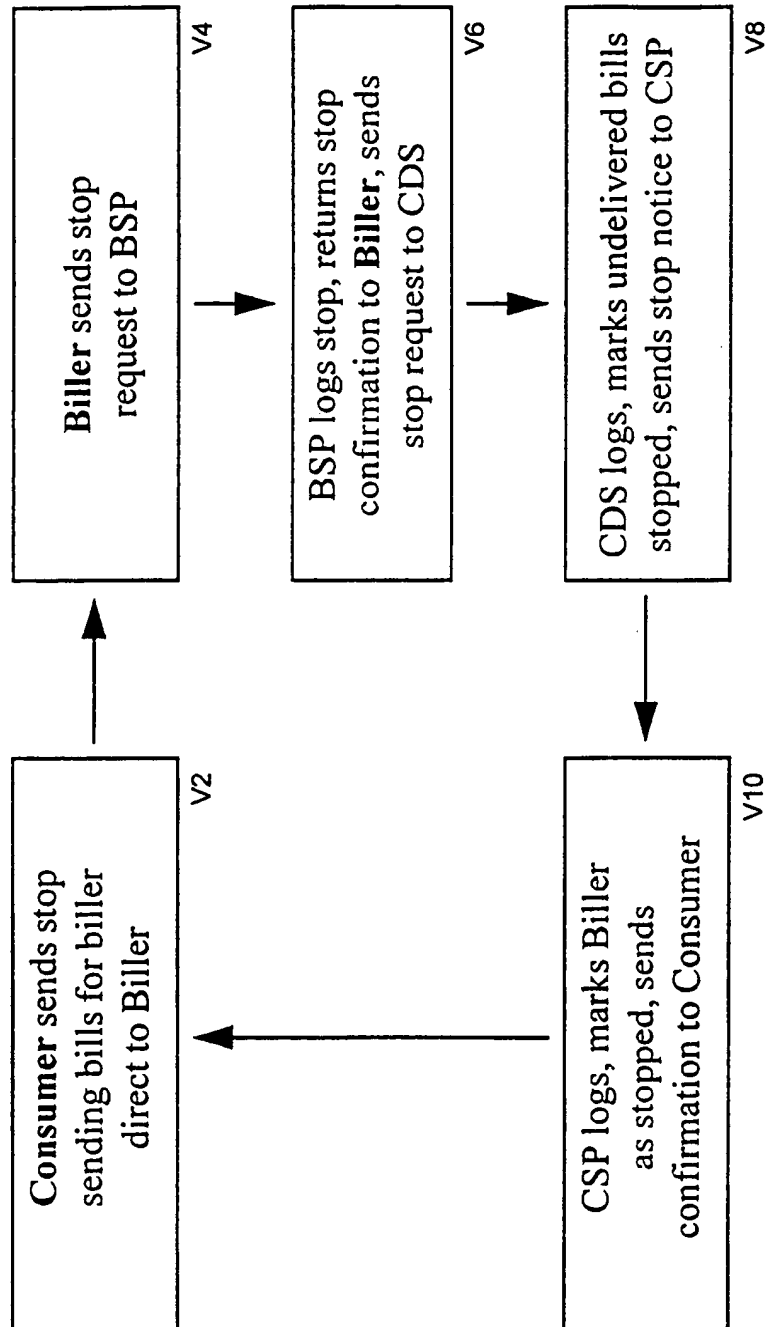 Consumer sends stop
sending bills for biller
direct to Biller
V2
Biller sends stop
request to BSP
V4
BSP logs stop, returns stop
confirmation to Biller, sends
stop request to CDS
V6
CDS logs, marks undelivered bills
stopped, sends stop notice to CSP
V8
CSP logs, marks Biller
as stopped, sends
confirmation to Consumer
V10